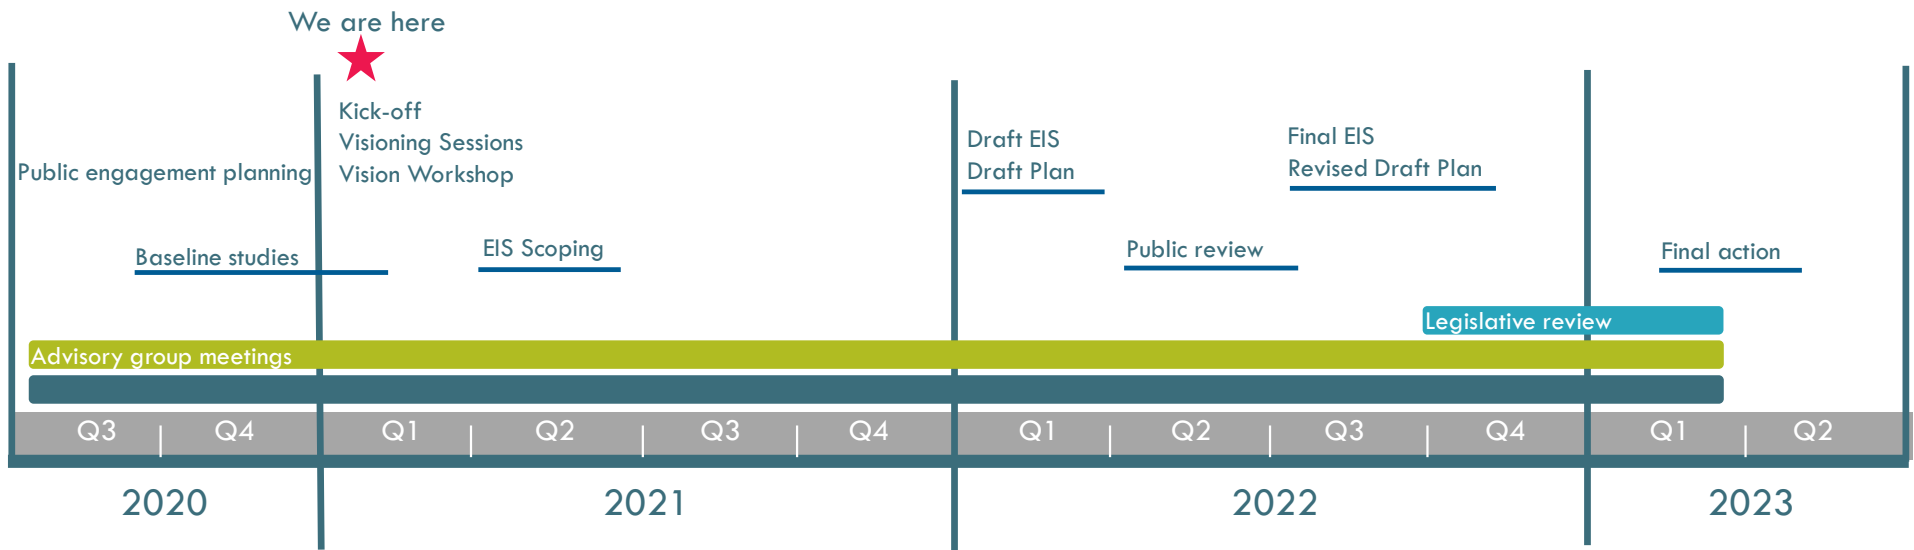 We are here
Kick-off
Visioning Sessions
Vision Workshop
Public engagement planning
Draft EIS
Draft Plan
Final EIS
Revised Draft Plan
Baseline studies
EIS Scoping
Public review
Final action
Legislative review
Advisory group meetings
Q3 Q4 Q1 Q2 Q3 Q4 Q1 Q2 Q3 Q4 Q1 Q2
2020 2021 2022 2023